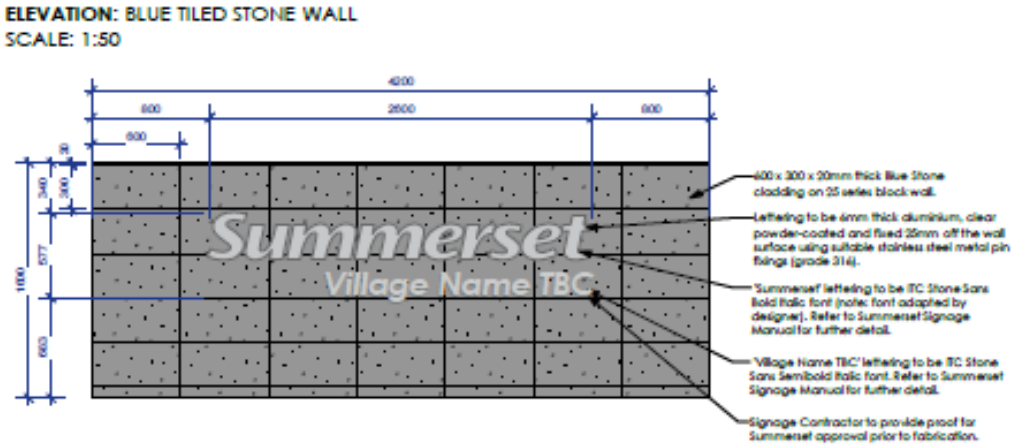 ELEVATION: BLUE TILED STONE WALL
SCALE: 1:50
4200
800
2600
800
600
30
340
300
577
1600
683
Summerset
Village Name TBC
600 x 300 x 20mm thick Blue Stone
cladding on 25 series block wall.
Lettering to be 6mm thick aluminium, clear
powder-coated and fixed 25mm off the wall
surface using suitable stainless steel metal pin
fixings (grade 316).
'Summerset' lettering to be ITC Stone Sans
Bold Italic font (note: font adapted by
designer). Refer to Summerset Signage
Manual for further detail.
'Village Name TBC' lettering to be ITC Stone
Sans Semibold Italic font. Refer to Summerset
Signage Manual for further detail.
Signage Contractor to provide proof for
Summerset approval prior to fabrication.